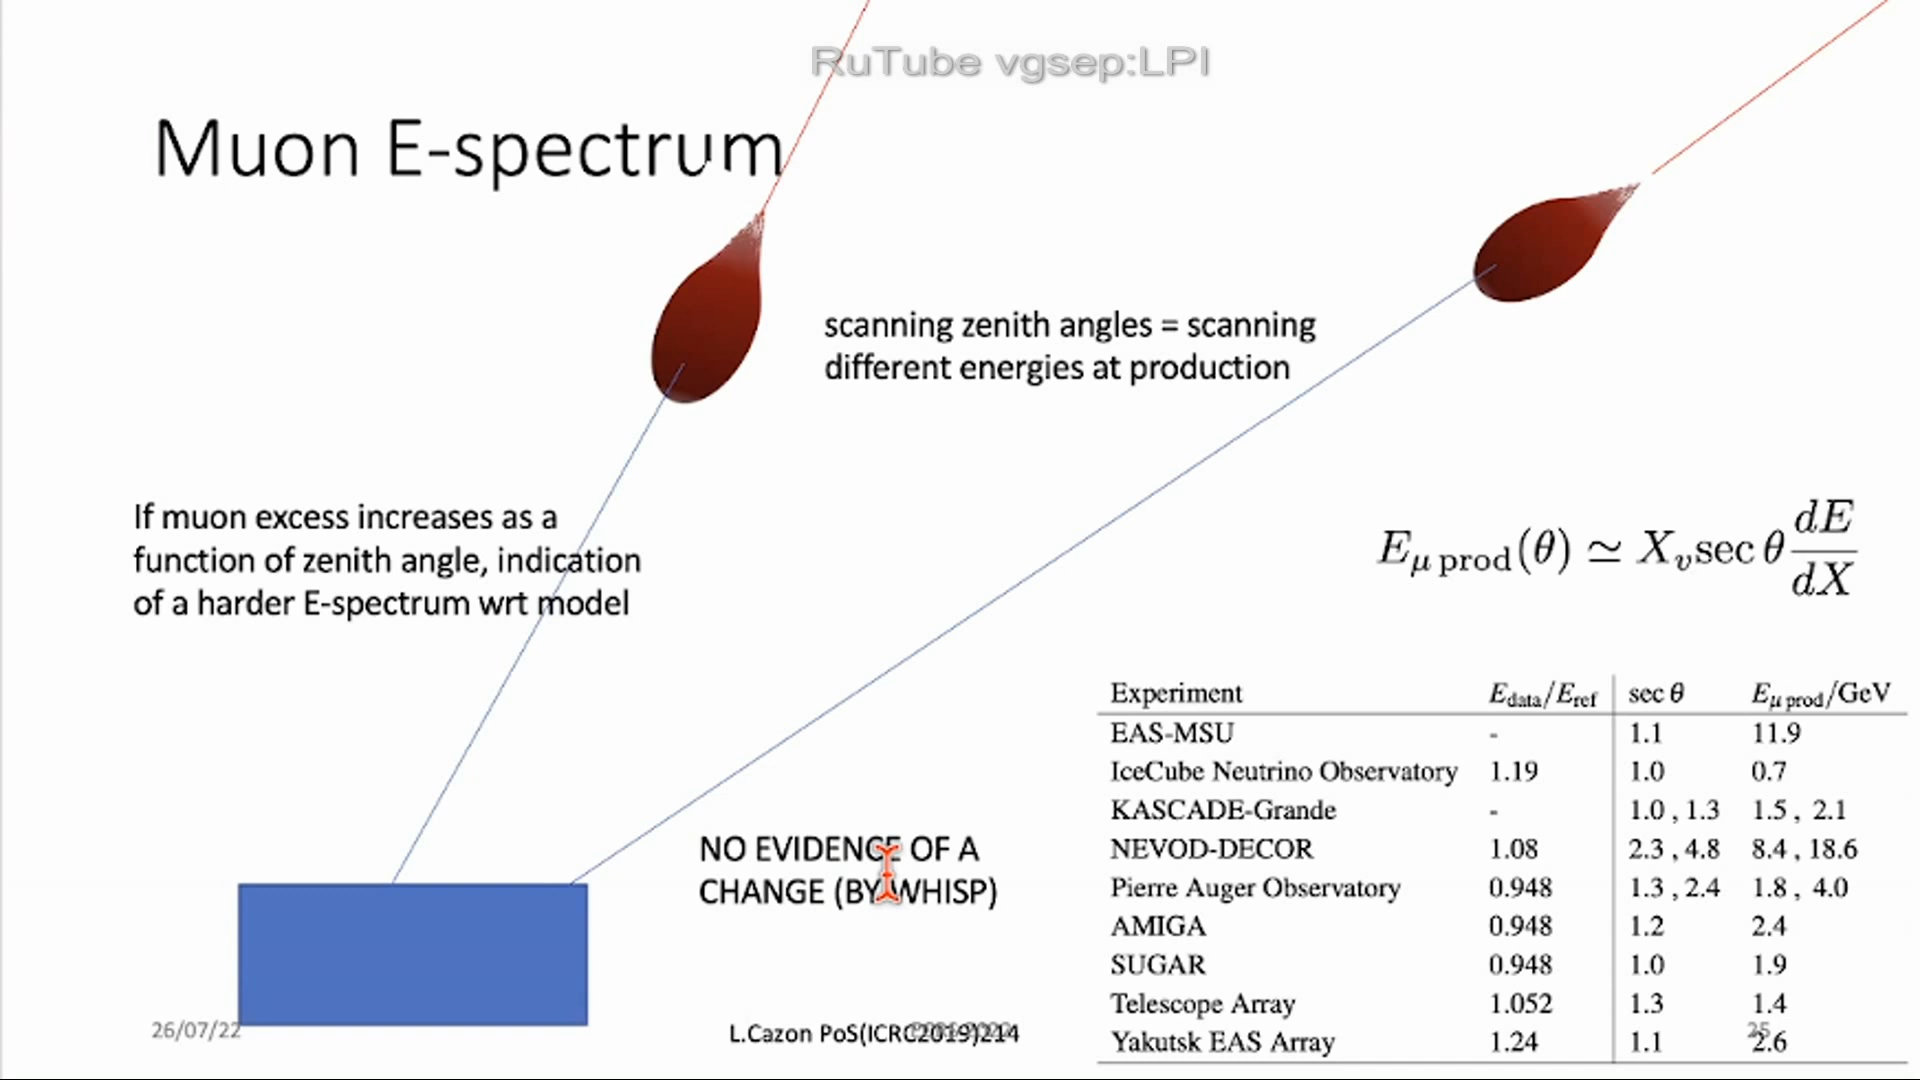 RuTube vgsep:LPI
Muon E-spectrum
scanning zenith angles = scanning
different energies at production
If muon excess increases as a
function of zenith angle, indication
of a harder E-spectrum wrt model
E_{μ prod}(θ) ≃ X_v sec θ dE/dX
Experiment E_data/E_ref sec θ E_{μ prod}/GeV
EAS-MSU - 1.1 11.9
IceCube Neutrino Observatory 1.19 1.0 0.7
KASCADE-Grande - 1.0 , 1.3 1.5 , 2.1
NEVOD-DECOR 1.08 2.3 , 4.8 8.4 , 18.6
Pierre Auger Observatory 0.948 1.3 , 2.4 1.8 , 4.0
AMIGA 0.948 1.2 2.4
SUGAR 0.948 1.0 1.9
Telescope Array 1.052 1.3 1.4
Yakutsk EAS Array 1.24 1.1 2.6
NO EVIDENCE OF A
CHANGE (BY WHISP)
26/07/22
L.Cazon PoS(ICRC2019)214
25